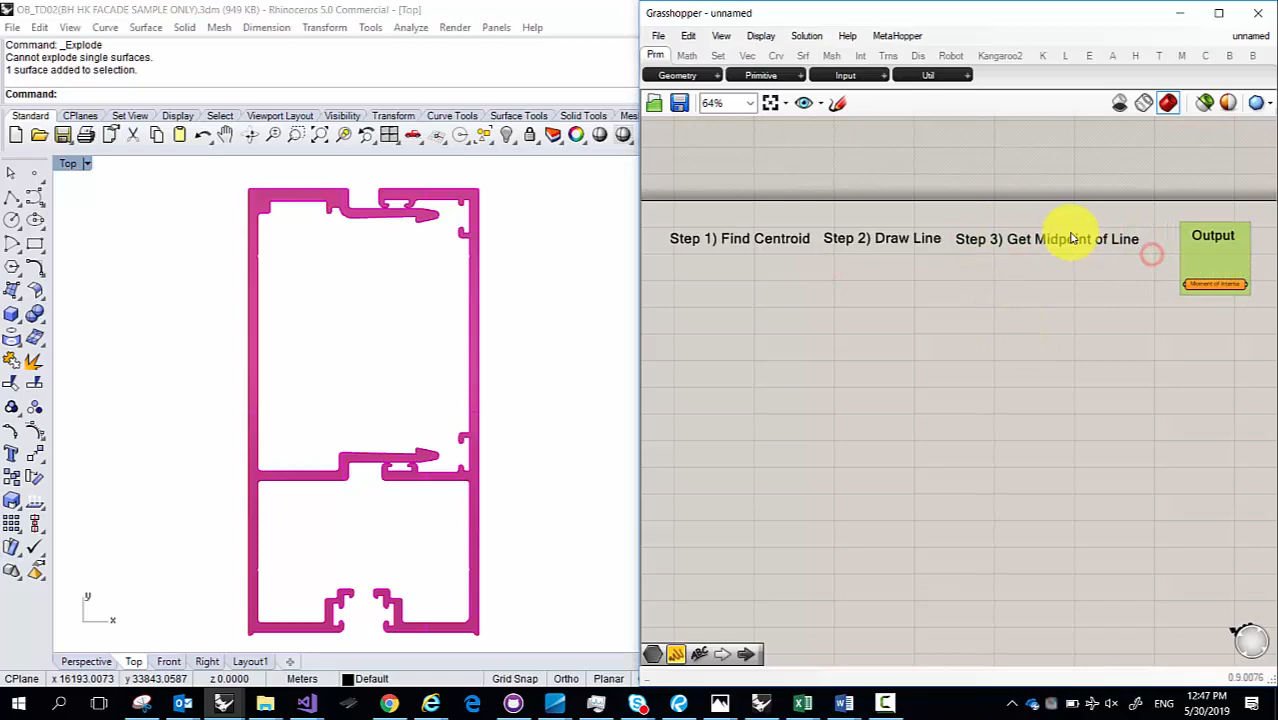 OB_TD02(BH HK FACADE SAMPLE ONLY).3dm (949 KB) - Rhinoceros 5.0 Commercial - [Top]
File Edit View Curve Surface Solid Mesh Dimension Transform Tools Analyze Render Panels
Command: _Explode
Cannot explode single surfaces.
1 surface added to selection.
Command:
Standard CPlanes Set View Display Select Viewport Layout Visibility Transform Curve Tools Surface Tools Solid Tools Mes
Top
y
x
Perspective Top Front Right Layout1
CPlane x 16193.0073 y 33843.0587 z 0.0000 Meters Default Grid Snap Ortho Planar
Grasshopper - unnamed
File Edit View Display Solution Help MetaHopper unnamed
Prm Math Set Vec Crv Srf Msh Int Trns Dis Robot Kangaroo2 K L E A H T M C B B
Geometry + Primitive + Input + Util +
64%
Step 1) Find Centroid Step 2) Draw Line Step 3) Get Midpoint of Line Output
ABC
0.9.0076
12:47 PM
ENG
5/30/2019